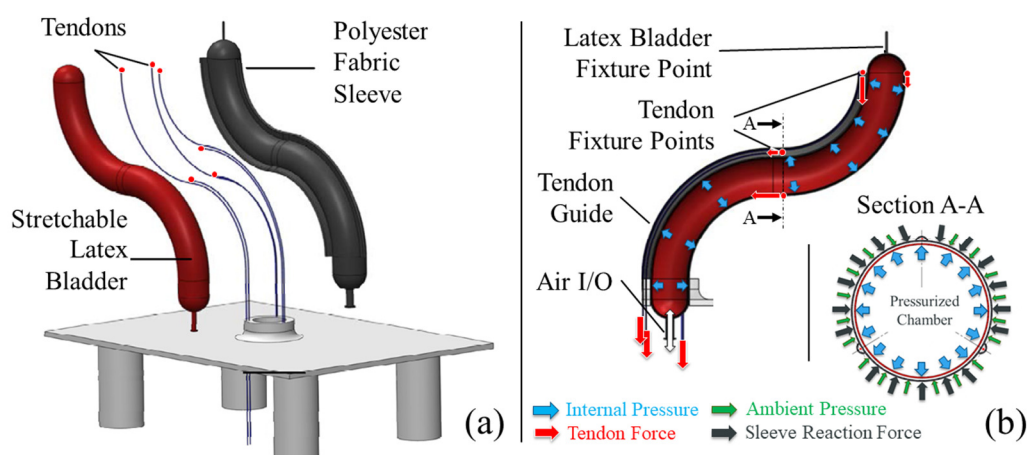 Tendons
Polyester
Fabric
Sleeve
Stretchable
Latex
Bladder
(a)
Latex Bladder
Fixture Point
Tendon
Fixture Points
A
Tendon
Guide
A
Air I/O
Section A-A
Pressurized
Chamber
Internal Pressure
Ambient Pressure
Tendon Force
Sleeve Reaction Force
(b)